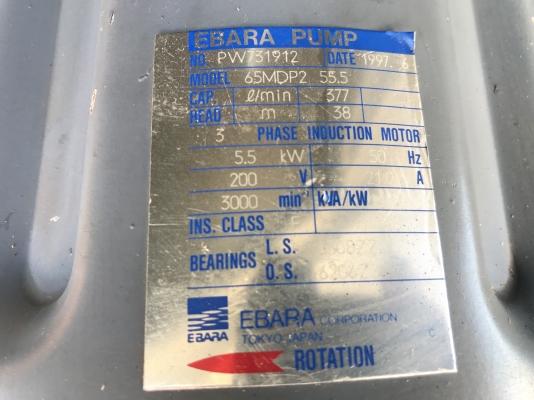 EBARA PUMP
NO. PW731912 DATE 1997. 6
MODEL 65MDP2 55.5
CAP. ℓ/min 377
HEAD m 38
3 PHASE INDUCTION MOTOR
5.5 kW 50 Hz
200 V A
3000 min⁻¹ kVA/kW
INS. CLASS
BEARINGS L. S.
O. S.
EBARA EBARA CORPORATION
TOKYO, JAPAN
ROTATION